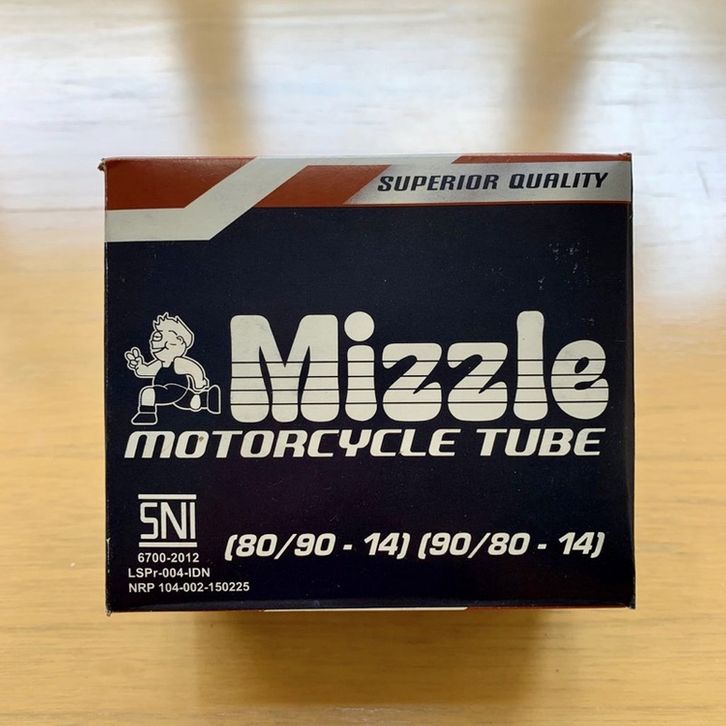 SUPERIOR QUALITY
Mizzle
MOTORCYCLE TUBE
SNI
6700-2012
LSPr-004-IDN
NRP 104-002-150225
(80/90 - 14) (90/80 - 14)